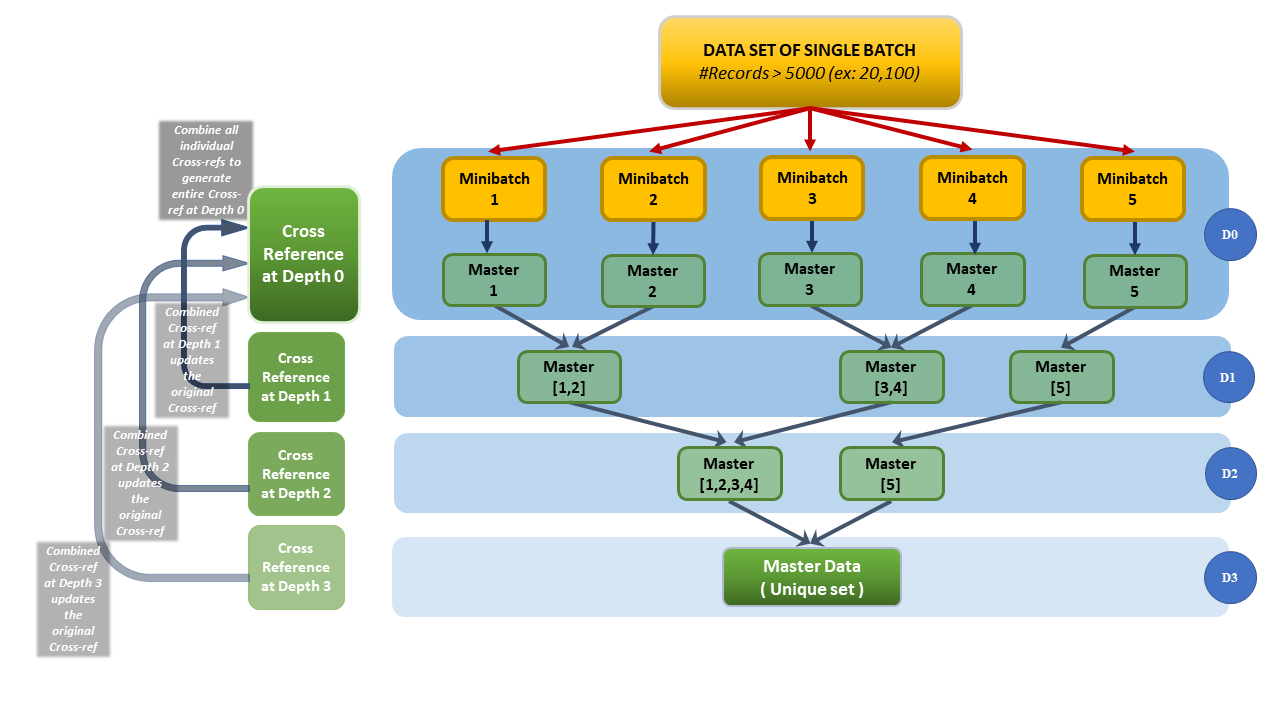 DATA SET OF SINGLE BATCH
#Records > 5000 (ex: 20,100)
Combine all
individual
Cross-refs to
generate
entire Cross-
ref at Depth 0
Cross
Reference
at Depth 0
Minibatch
1
Minibatch
2
Minibatch
3
Minibatch
4
Minibatch
5
D0
Master
1
Master
2
Master
3
Master
4
Master
5
Combined
Cross-ref
at Depth 1
updates
the
original
Cross-ref
Cross
Reference
at Depth 1
Master
[1,2]
Master
[3,4]
Master
[5]
D1
Combined
Cross-ref
at Depth 2
updates
the
original
Cross-ref
Cross
Reference
at Depth 2
Master
[1,2,3,4]
Master
[5]
D2
Combined
Cross-ref
at Depth 3
updates
the
original
Cross-ref
Cross
Reference
at Depth 3
Master Data
( Unique set )
D3